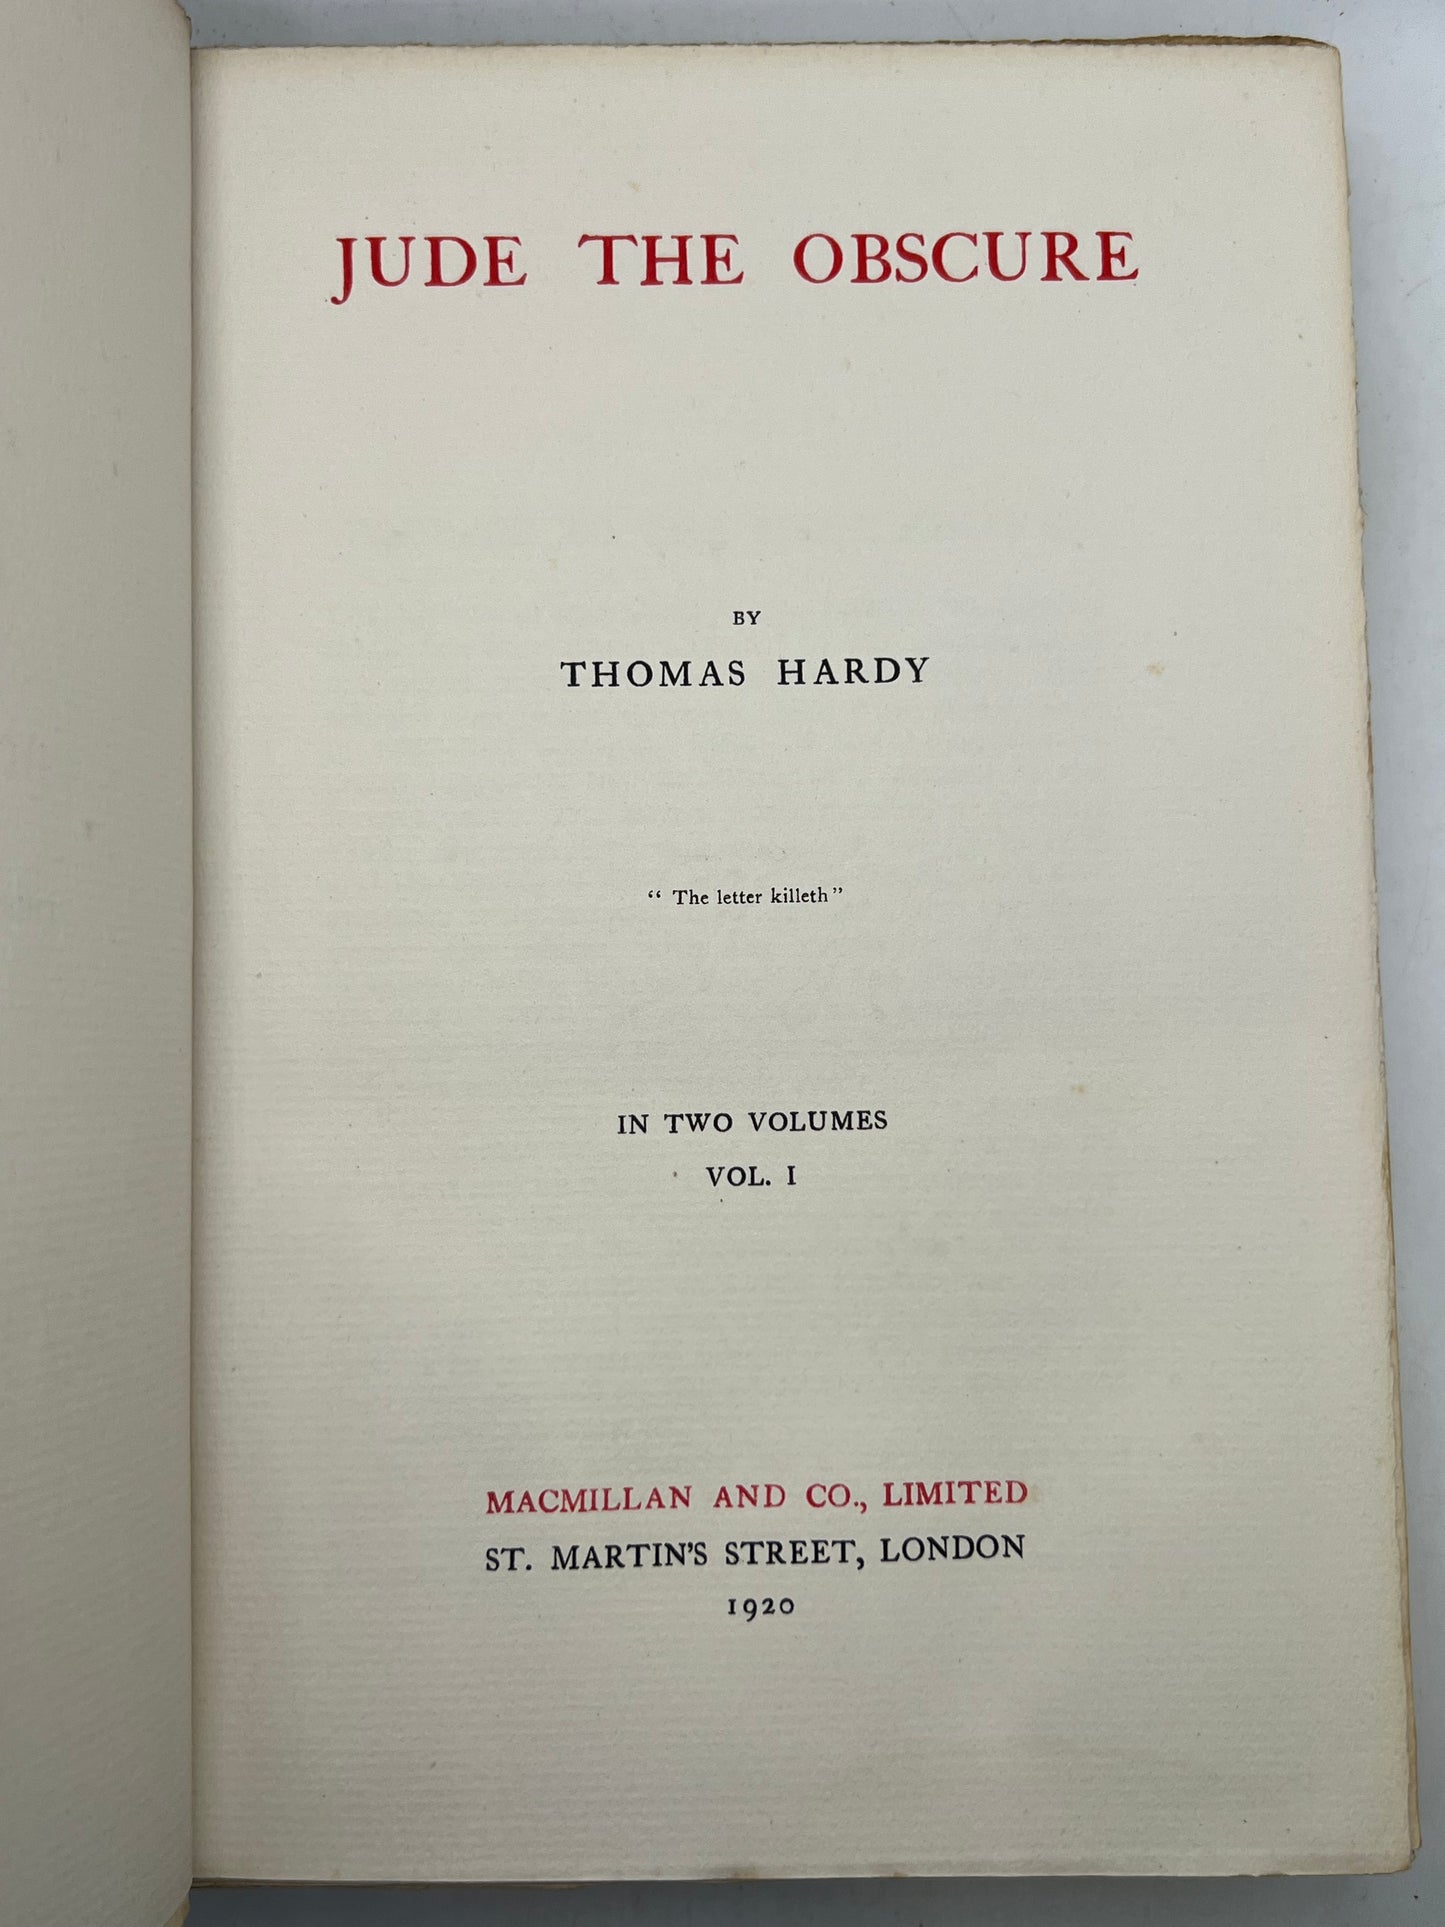 JUDE THE OBSCURE
BY
THOMAS HARDY
“ The letter killeth”
IN TWO VOLUMES
VOL. I
MACMILLAN AND CO., LIMITED
ST. MARTIN'S STREET, LONDON
1920